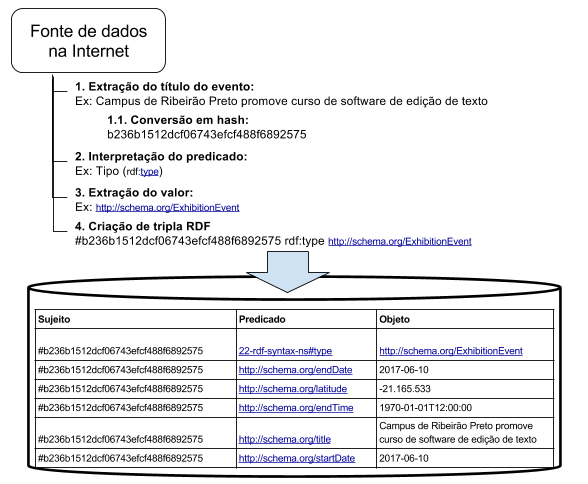 Fonte de dados
na Internet
1. Extração do título do evento:
Ex: Campus de Ribeirão Preto promove curso de software de edição de texto
1.1. Conversão em hash:
b236b1512dcf06743efcf488f6892575
2. Interpretação do predicado:
Ex: Tipo (rdf:type)
3. Extração do valor:
Ex: http://schema.org/ExhibitionEvent
4. Criação de tripla RDF
#b236b1512dcf06743efcf488f6892575 rdf:type http://schema.org/ExhibitionEvent
Sujeito Predicado Objeto
#b236b1512dcf06743efcf488f6892575 22-rdf-syntax-ns#type http://schema.org/ExhibitionEvent
#b236b1512dcf06743efcf488f6892575 http://schema.org/endDate 2017-06-10
#b236b1512dcf06743efcf488f6892575 http://schema.org/latitude -21.165.533
#b236b1512dcf06743efcf488f6892575 http://schema.org/endTime 1970-01-01T12:00:00
Campus de Ribeirão Preto promove
#b236b1512dcf06743efcf488f6892575 http://schema.org/title curso de software de edição de texto
#b236b1512dcf06743efcf488f6892575 http://schema.org/startDate 2017-06-10